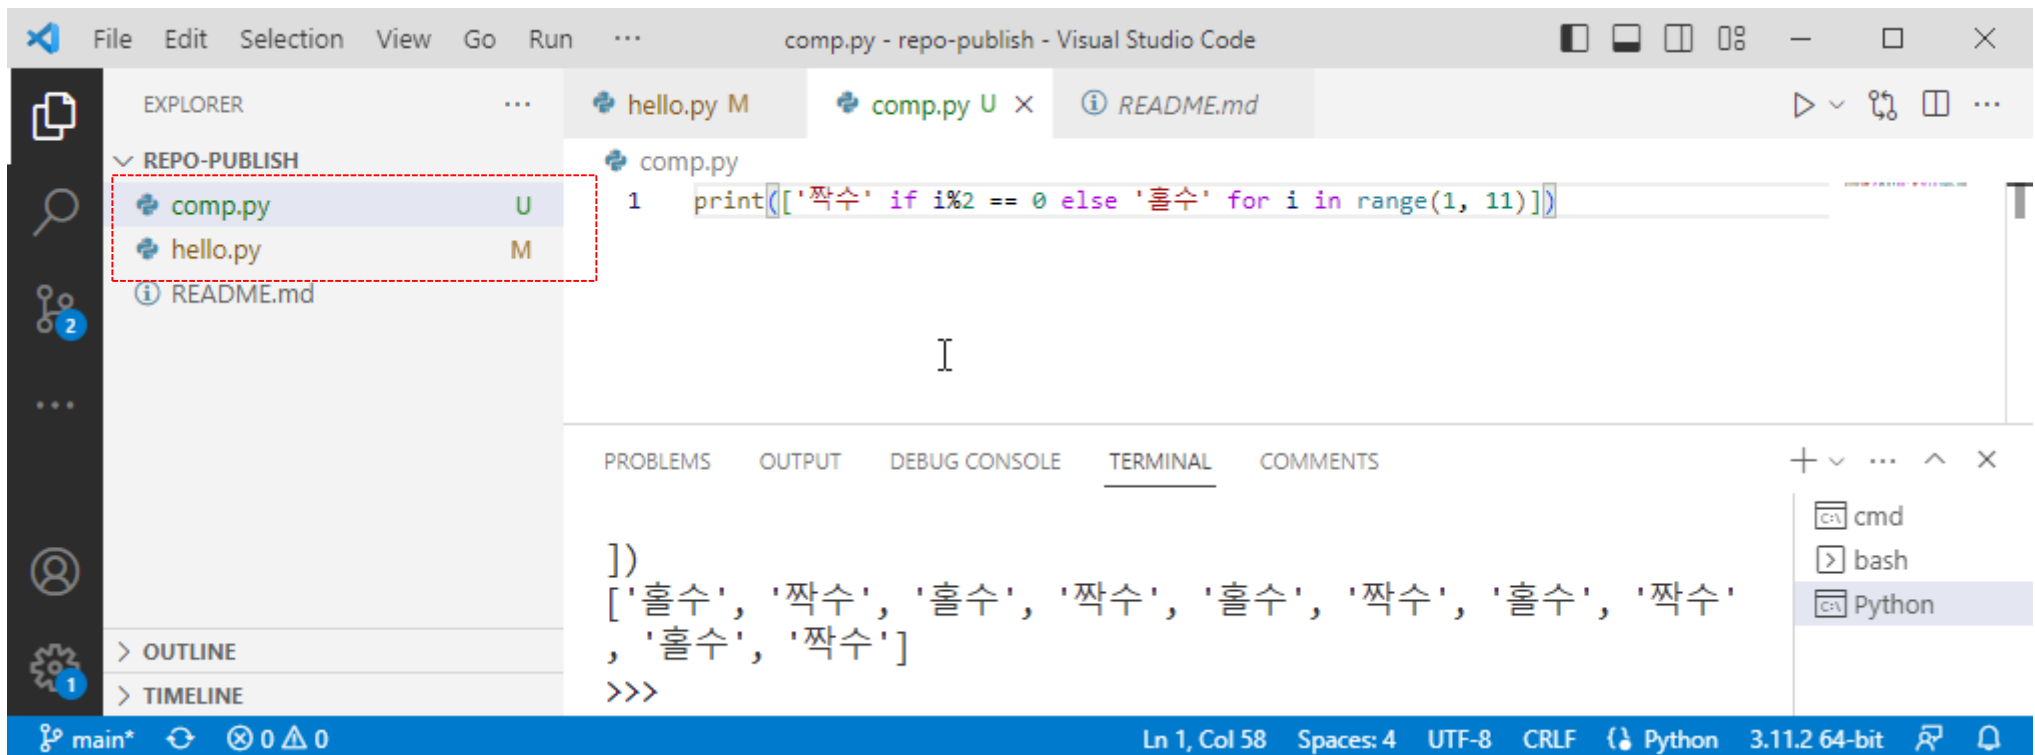 File Edit Selection View Go Run ··· comp.py - repo-publish - Visual Studio Code
EXPLORER ···
REPO-PUBLISH
comp.py U
hello.py M
README.md
OUTLINE
TIMELINE
hello.py M comp.py U README.md
comp.py
1 print(['짝수' if i%2 == 0 else '홀수' for i in range(1, 11)])
PROBLEMS OUTPUT DEBUG CONSOLE TERMINAL COMMENTS
])
['홀수', '짝수', '홀수', '짝수', '홀수', '짝수', '홀수', '짝수'
, '홀수', '짝수']
>>>
cmd
bash
Python
2
1
main* 0 0 Ln 1, Col 58 Spaces: 4 UTF-8 CRLF Python 3.11.2 64-bit